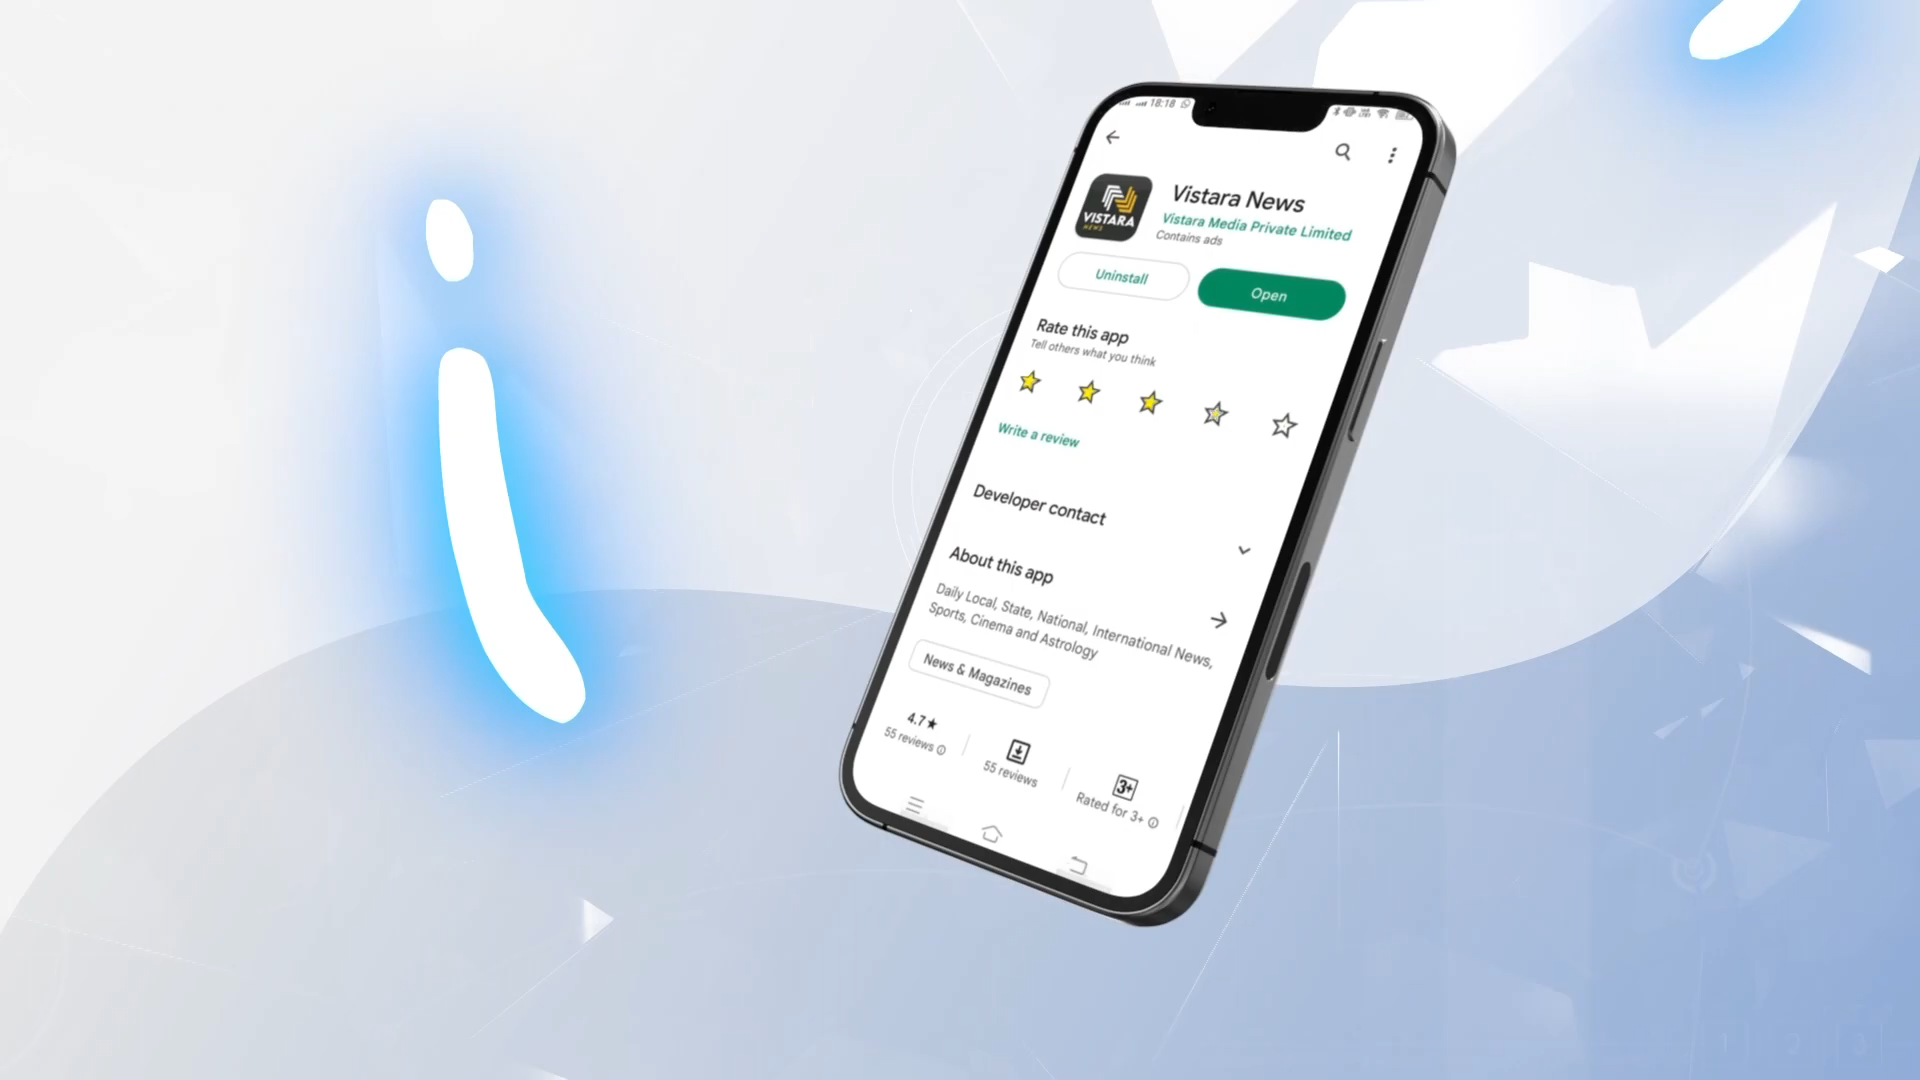 18:18
Vistara News
Vistara Media Private Limited
Contains ads
VISTARA
NEWS
Uninstall
Open
Rate this app
Tell others what you think
Write a review
Developer contact
About this app
Daily Local, State, National, International News,
Sports, Cinema and Astrology
News & Magazines
4.7★
55 reviews
55 reviews
3+
Rated for 3+